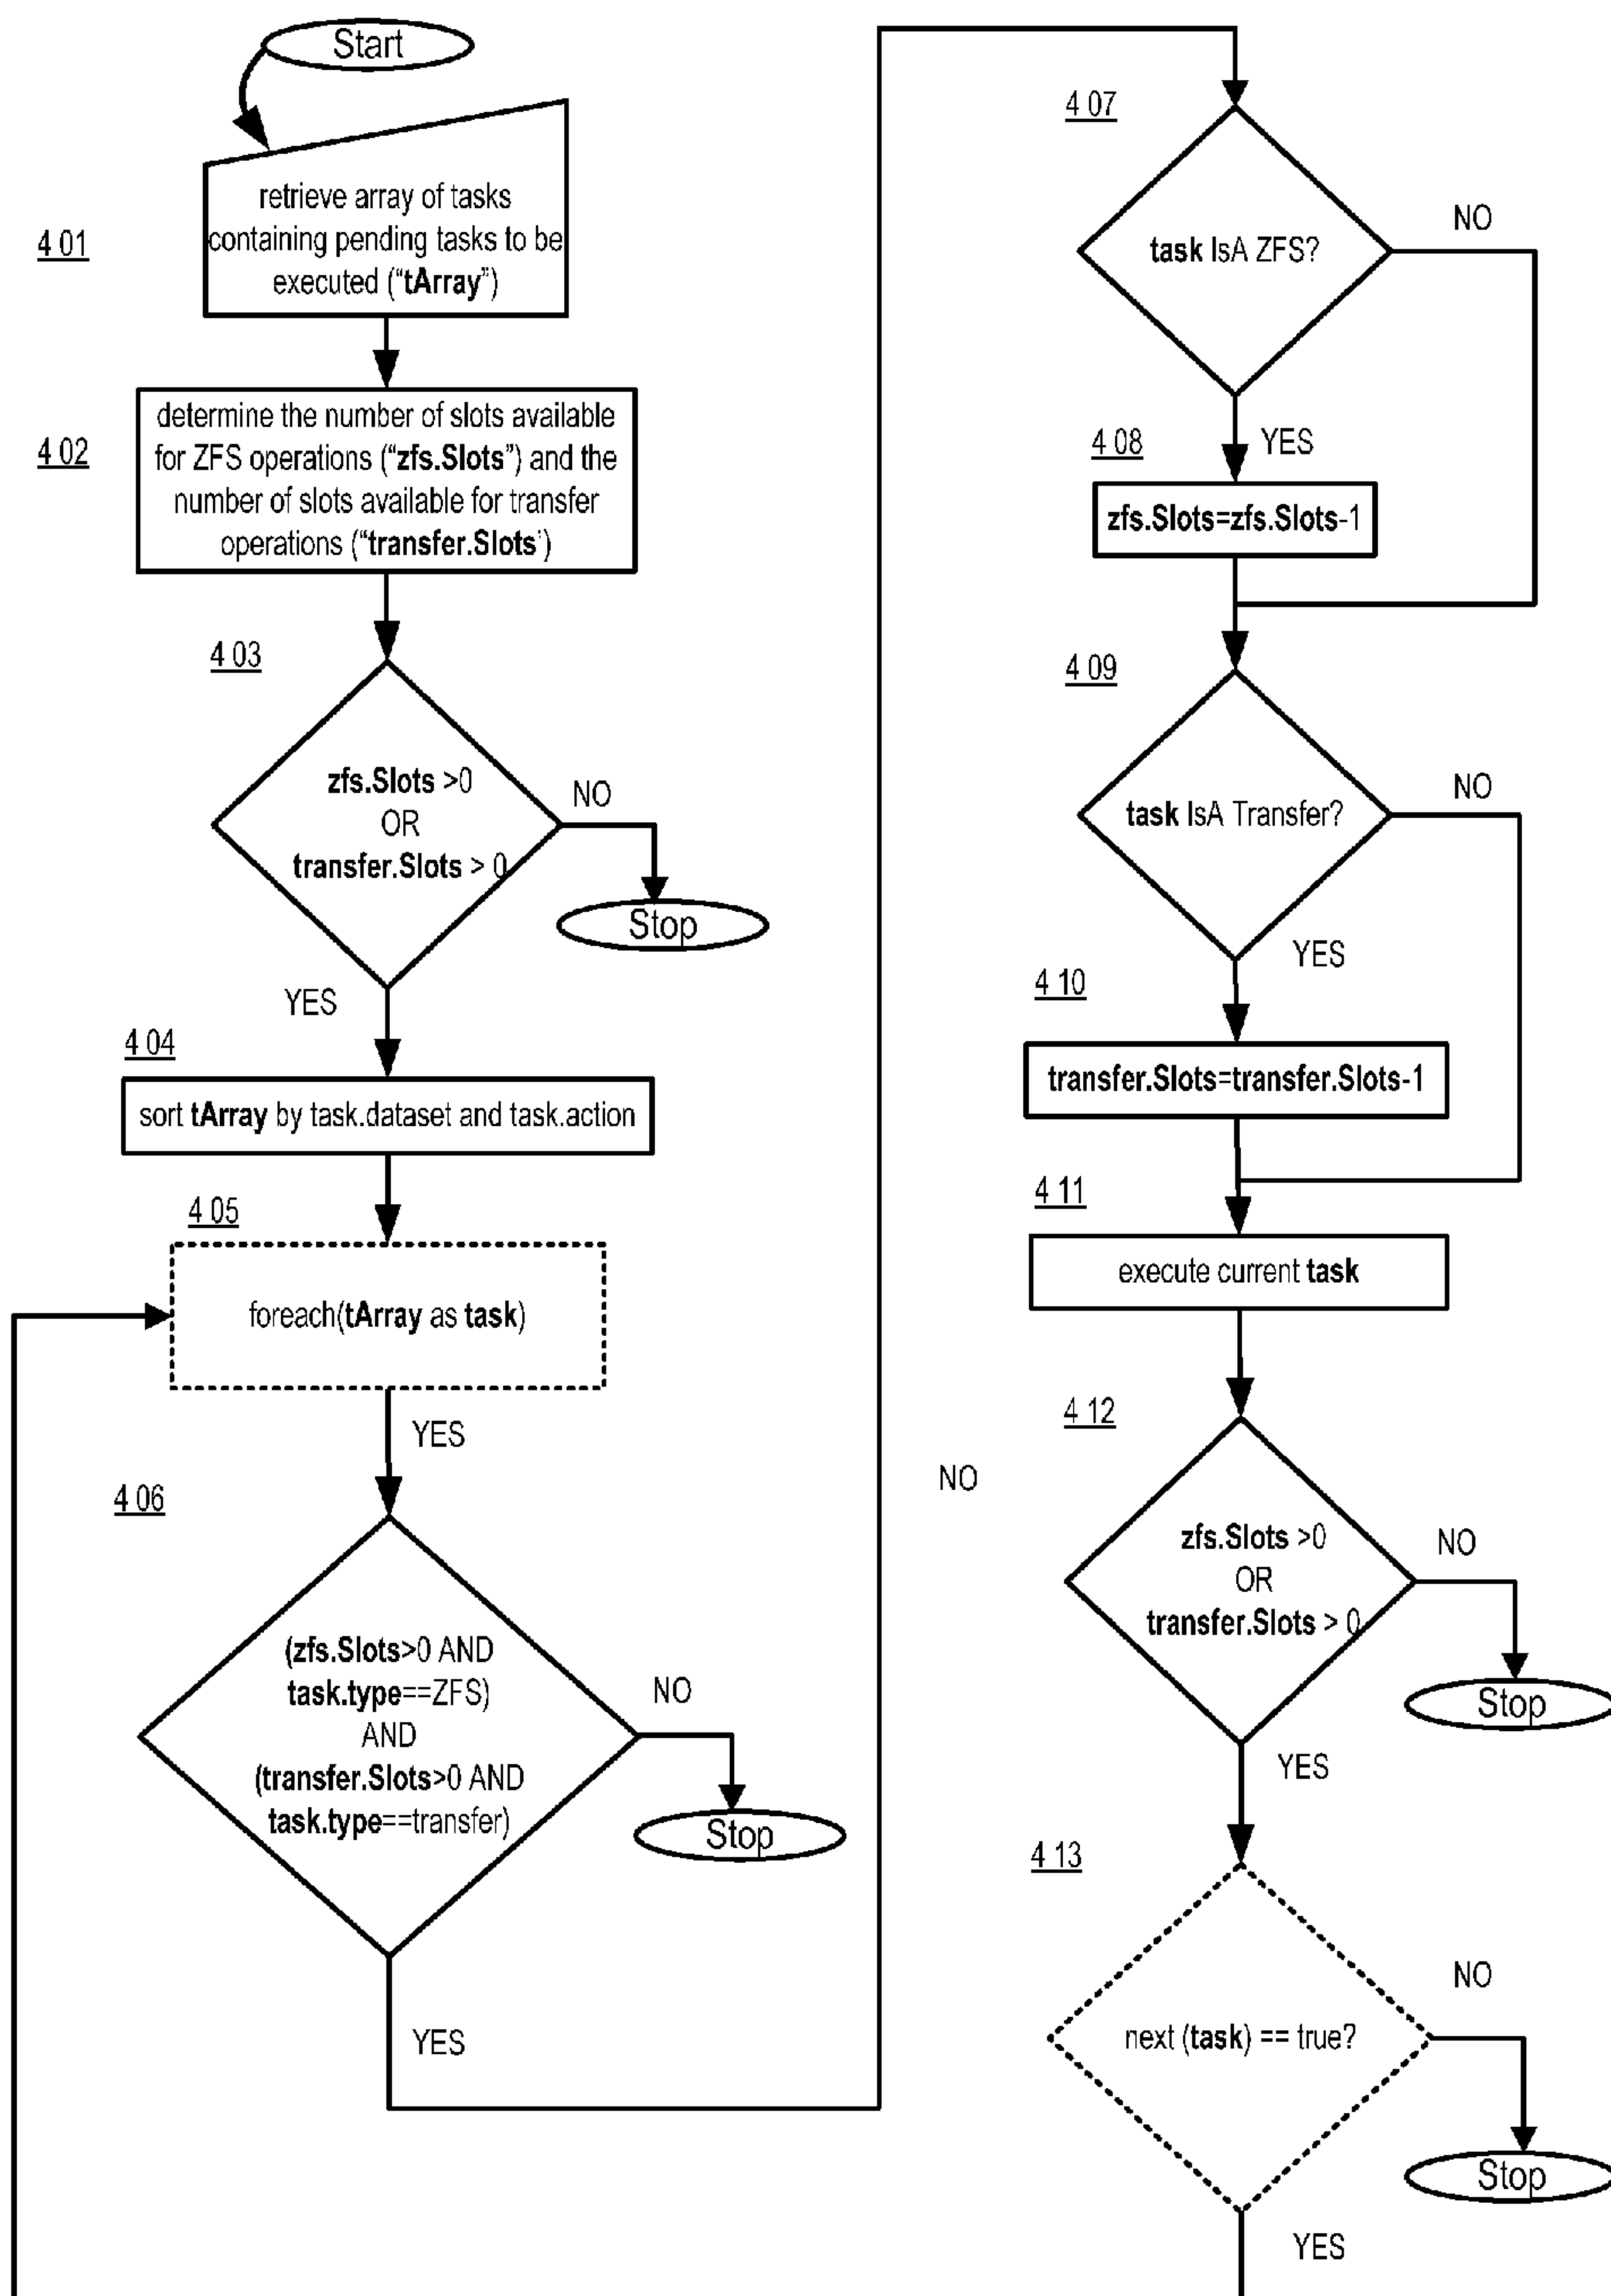 Start
4 01
retrieve array of tasks
containing pending tasks to be
executed (“tArray”)
4 02
determine the number of slots available
for ZFS operations (“zfs.Slots”) and the
number of slots available for transfer
operations (“transfer.Slots’)
4 03
zfs.Slots >0
OR
transfer.Slots > 0
NO
Stop
YES
4 04
sort tArray by task.dataset and task.action
4 05
foreach(tArray as task)
YES
4 06
(zfs.Slots>0 AND
task.type==ZFS)
AND
(transfer.Slots>0 AND
task.type==transfer)
NO
Stop
YES
4 07
task IsA ZFS?
NO
YES
4 08
zfs.Slots=zfs.Slots-1
4 09
task IsA Transfer?
NO
YES
4 10
transfer.Slots=transfer.Slots-1
4 11
execute current task
4 12
NO
zfs.Slots >0
OR
transfer.Slots > 0
NO
Stop
YES
4 13
next (task) == true?
NO
Stop
YES